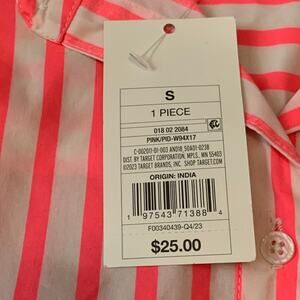 S
1 PIECE
018 02 2084
PINK/PID-W94X17
C-002011-01-003 AN018 50A01-0238
DIST. BY TARGET CORPORATION, MPLS., MN 55403
©2023 TARGET BRANDS, INC. SHOP TARGET.COM
ORIGIN: INDIA
1 97543 71388 4
F00340439-Q4/23
$25.00